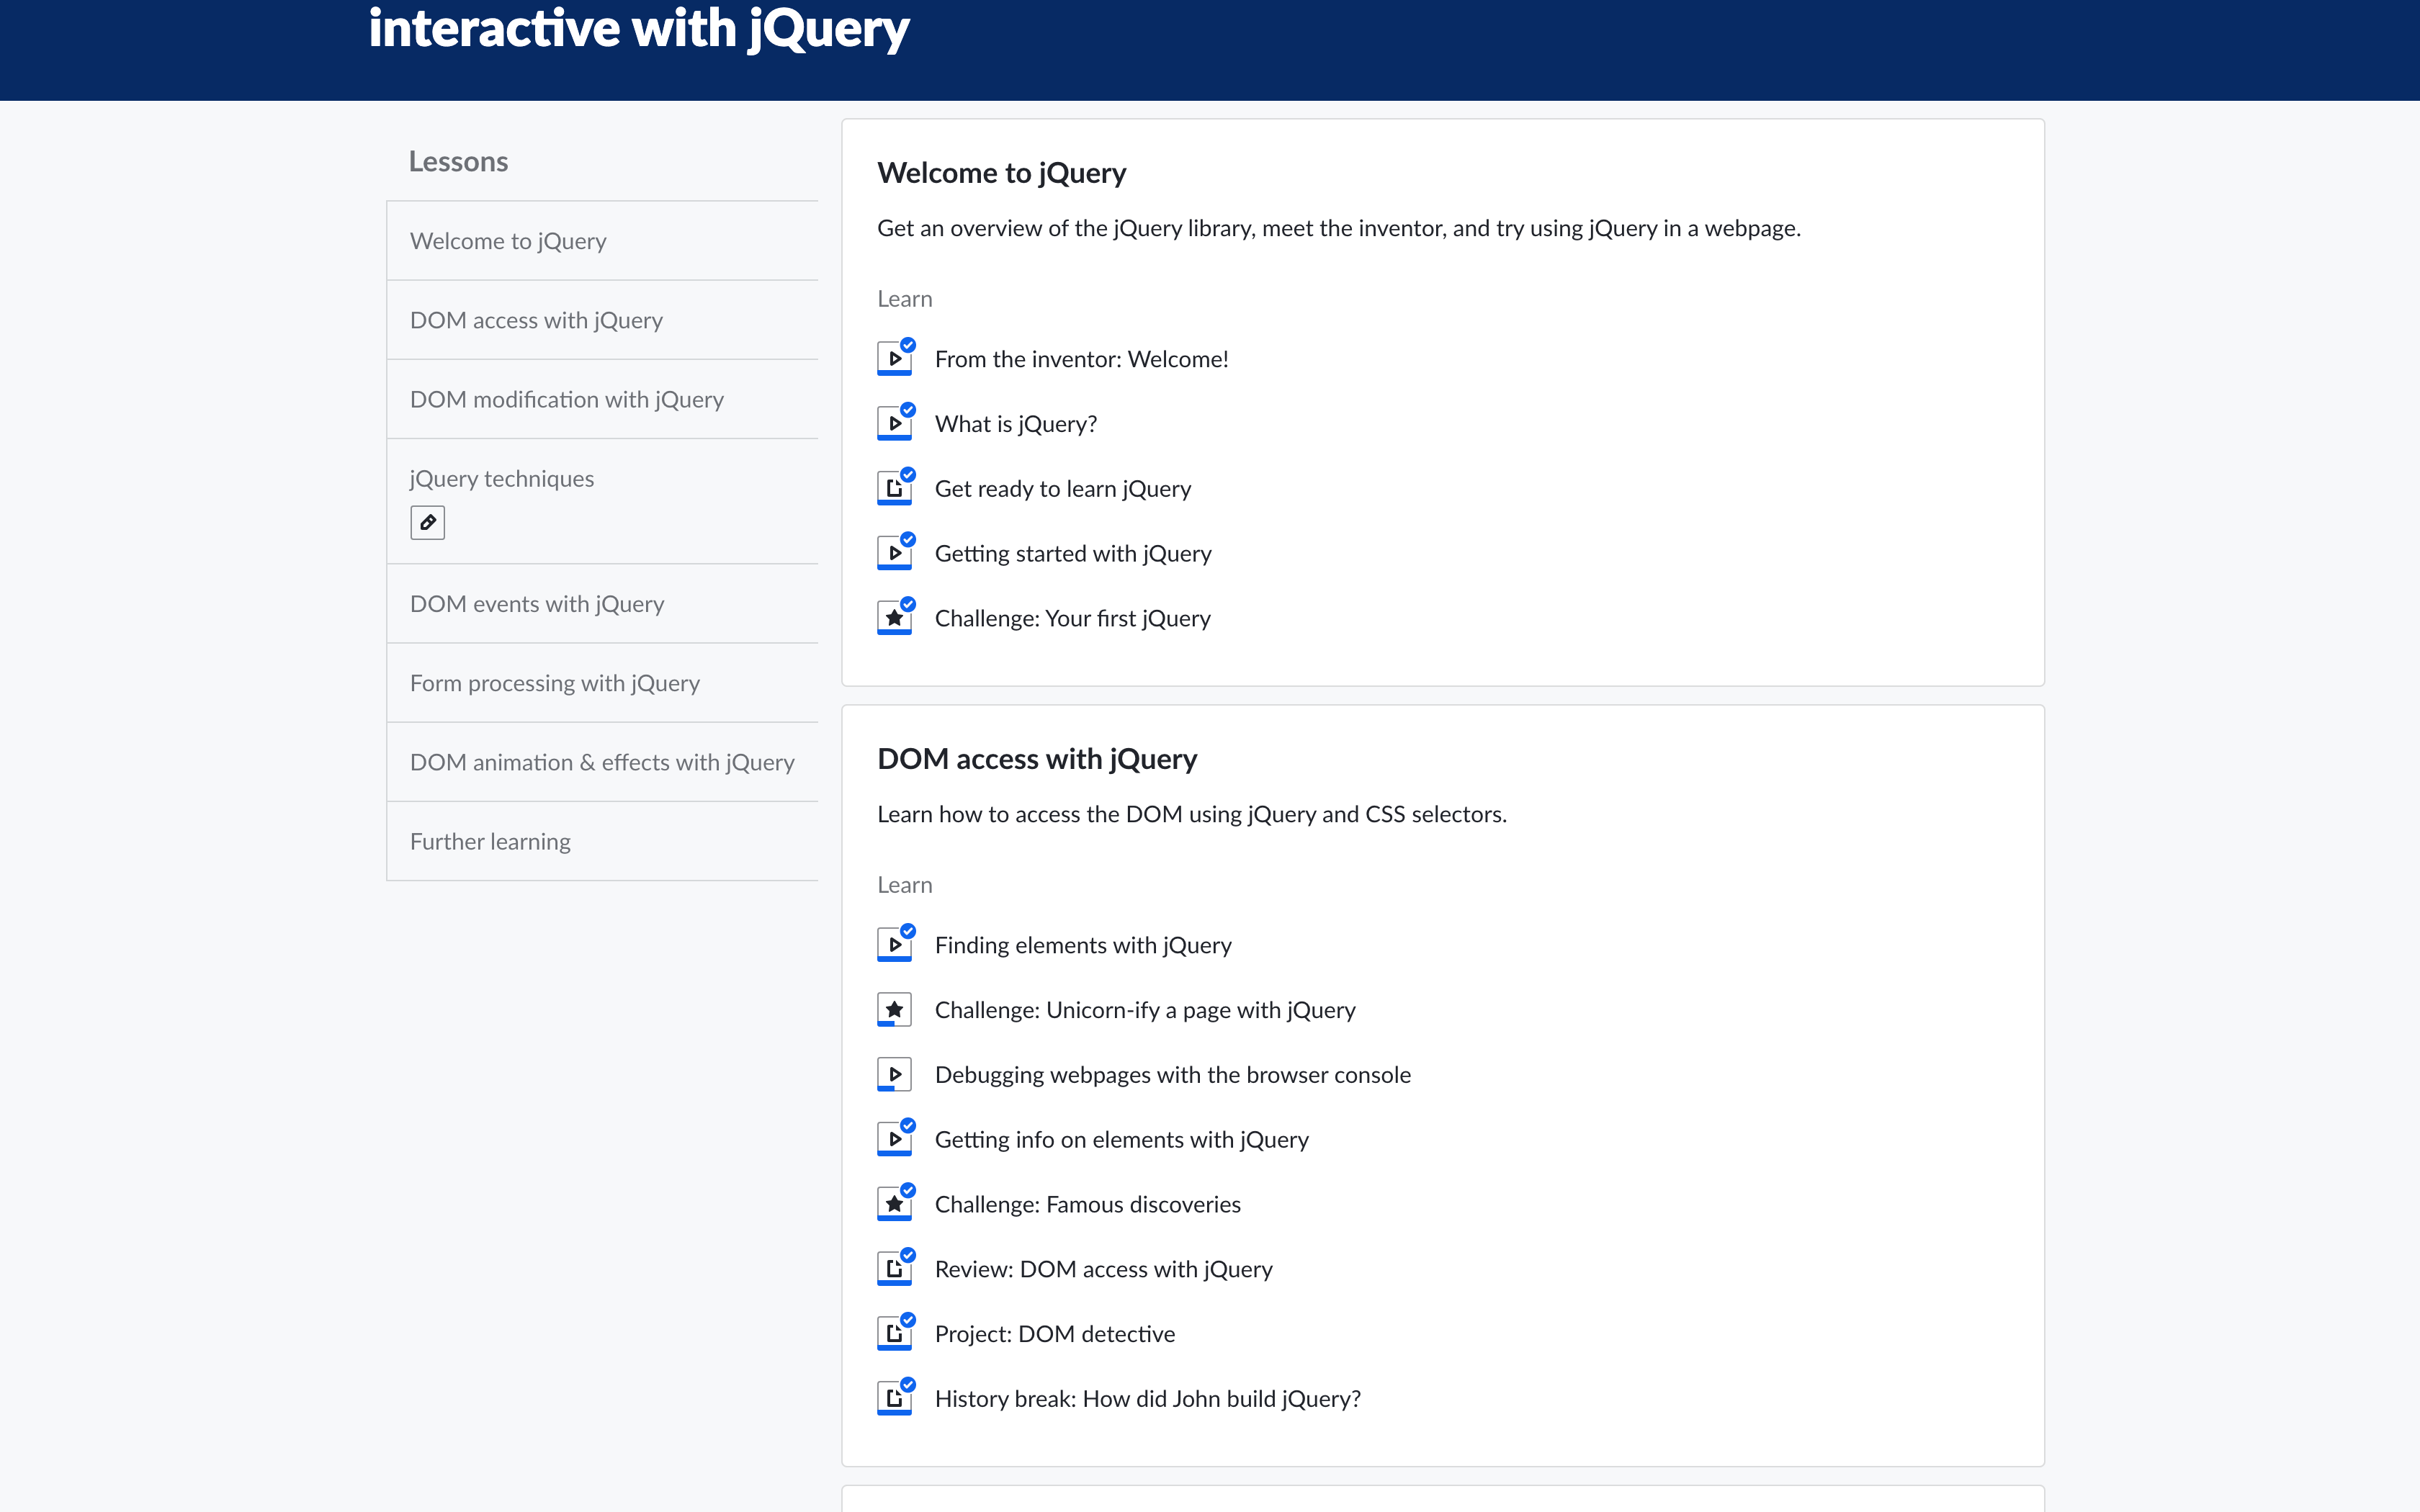 interactive with jQuery
Lessons
Welcome to jQuery
DOM access with jQuery
DOM modification with jQuery
jQuery techniques
DOM events with jQuery
Form processing with jQuery
DOM animation & effects with jQuery
Further learning
Welcome to jQuery
Get an overview of the jQuery library, meet the inventor, and try using jQuery in a webpage.
Learn
From the inventor: Welcome!
What is jQuery?
Get ready to learn jQuery
Getting started with jQuery
Challenge: Your first jQuery
DOM access with jQuery
Learn how to access the DOM using jQuery and CSS selectors.
Learn
Finding elements with jQuery
Challenge: Unicorn-ify a page with jQuery
Debugging webpages with the browser console
Getting info on elements with jQuery
Challenge: Famous discoveries
Review: DOM access with jQuery
Project: DOM detective
History break: How did John build jQuery?